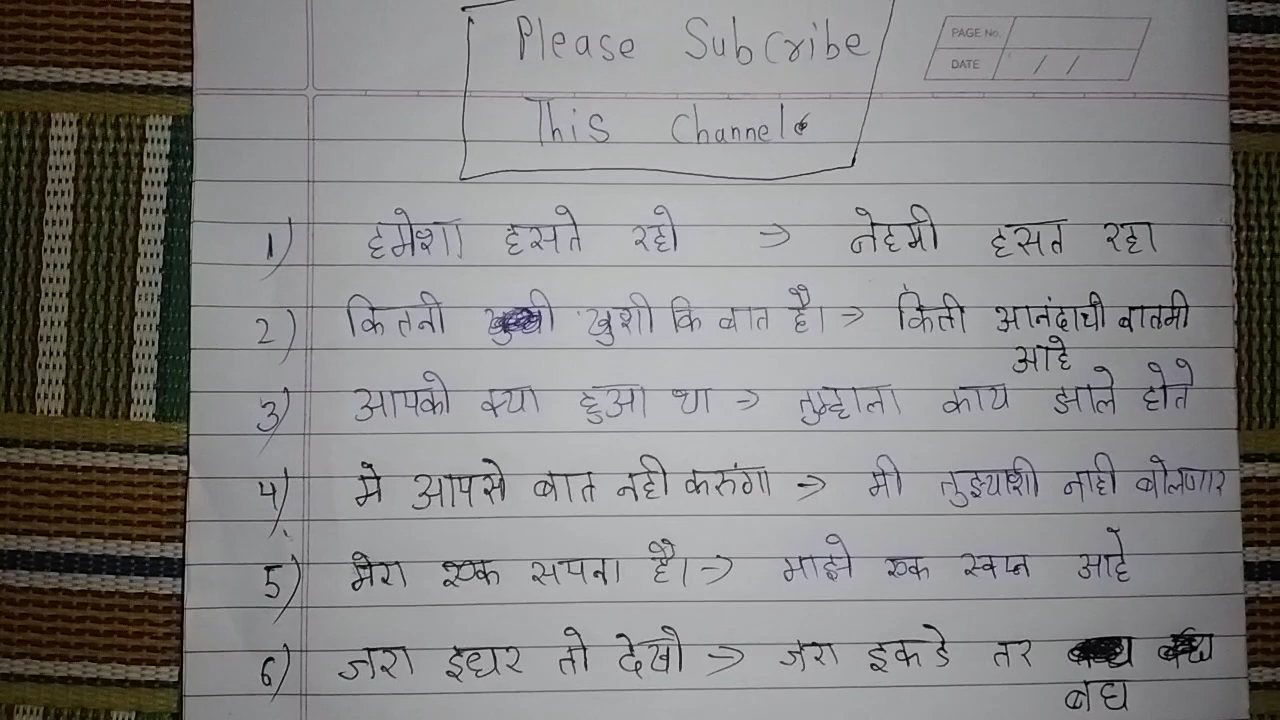 Please Subcribe
This Channel
PAGE No.
DATE / /
1) हमेशा हसते रहो → नेहमी हसत रहा
2) कितनी खुशी कि बात है। → किंती आनंदाची बातमी
आहे
3) आपको क्या हुआ था → तुम्हाला काय झाले होते
4) मे आपसे बात नही करुंगा → मी तुझ्याशी नाही बोलणार
5) मेरा एक सपना है। → माझे एक स्वप्न आहे
6) जरा इधर तो देखो → जरा इकडे तर
बघ